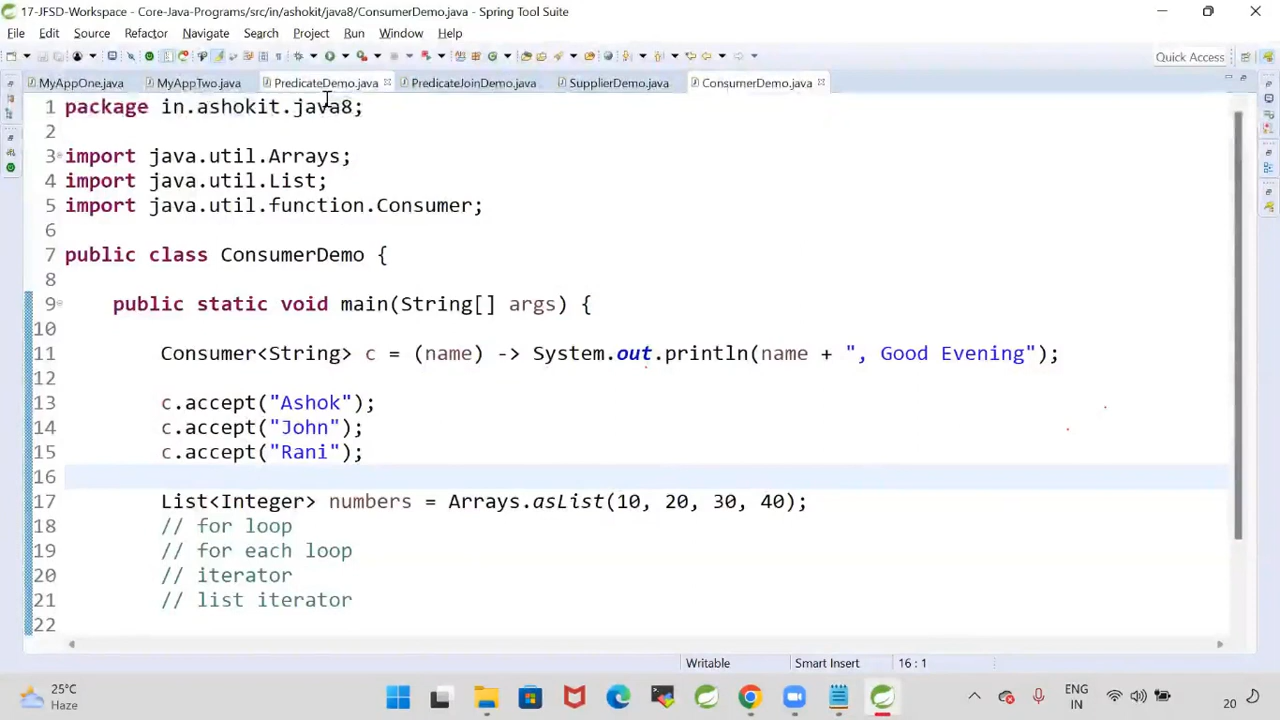 17-JFSD-Workspace - Core-Java-Programs/src/in/ashokit/java8/ConsumerDemo.java - Spring Tool Suite
File Edit Source Refactor Navigate Search Project Run Window Help
Quick Access
MyAppOne.java MyAppTwo.java PredicateDemo.java PredicateJoinDemo.java SupplierDemo.java ConsumerDemo.java
1 package in.ashokit.java8;
2
3 import java.util.Arrays;
4 import java.util.List;
5 import java.util.function.Consumer;
6
7 public class ConsumerDemo {
8
9 public static void main(String[] args) {
10
11 Consumer<String> c = (name) -> System.out.println(name + ", Good Evening");
12
13 c.accept("Ashok");
14 c.accept("John");
15 c.accept("Rani");
16
17 List<Integer> numbers = Arrays.asList(10, 20, 30, 40);
18 // for loop
19 // for each loop
20 // iterator
21 // list iterator
22
Writable Smart Insert 16 : 1
25°C
Haze
ENG
IN
20